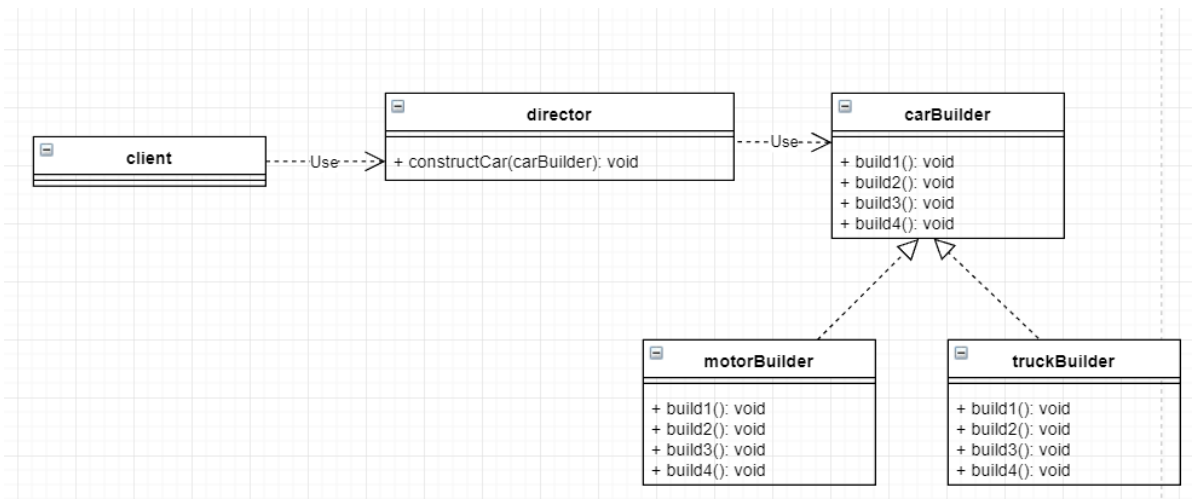 client
Use
director
+ constructCar(carBuilder): void
Use
carBuilder
+ build1(): void
+ build2(): void
+ build3(): void
+ build4(): void
motorBuilder
+ build1(): void
+ build2(): void
+ build3(): void
+ build4(): void
truckBuilder
+ build1(): void
+ build2(): void
+ build3(): void
+ build4(): void